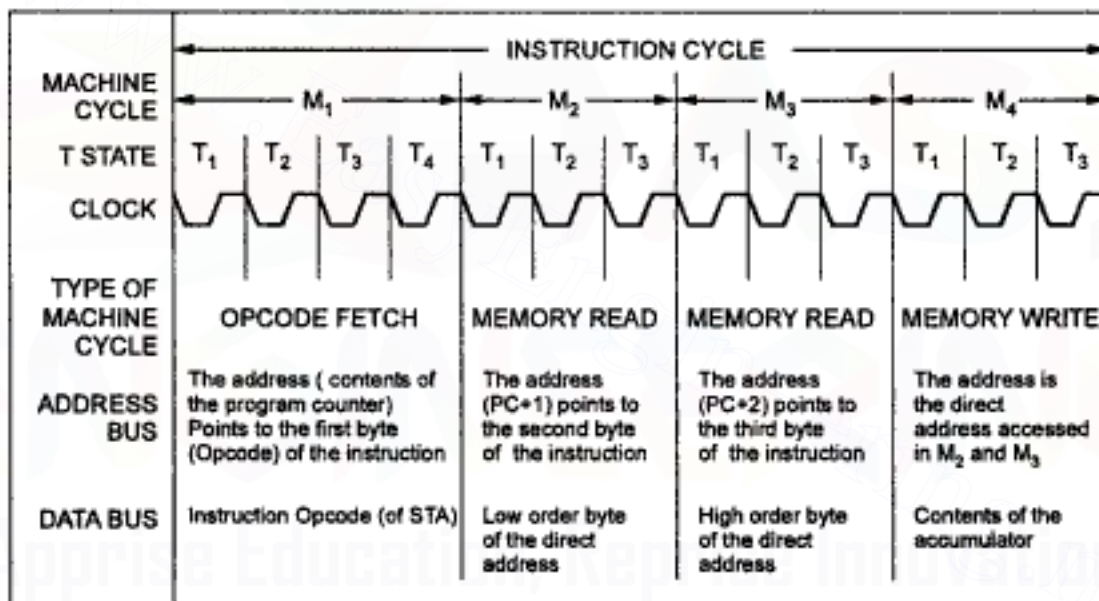 INSTRUCTION CYCLE
MACHINE
CYCLE
M1 M2 M3 M4
T STATE T1 T2 T3 T4 T1 T2 T3 T1 T2 T3 T1 T2 T3
CLOCK
TYPE OF
MACHINE
CYCLE
OPCODE FETCH MEMORY READ MEMORY READ MEMORY WRITE
ADDRESS
BUS
The address ( contents of
the program counter)
Points to the first byte
(Opcode) of the instruction
The address
(PC+1) points to
the second byte
of the instruction
The address
(PC+2) points to
the third byte
of the instruction
The address is
the direct
address accessed
in M2 and M3
DATA BUS
Instruction Opcode (of STA)
Low order byte
of the direct
address
High order byte
of the direct
address
Contents of the
accumulator
Apprise Education, Reprise Innovation